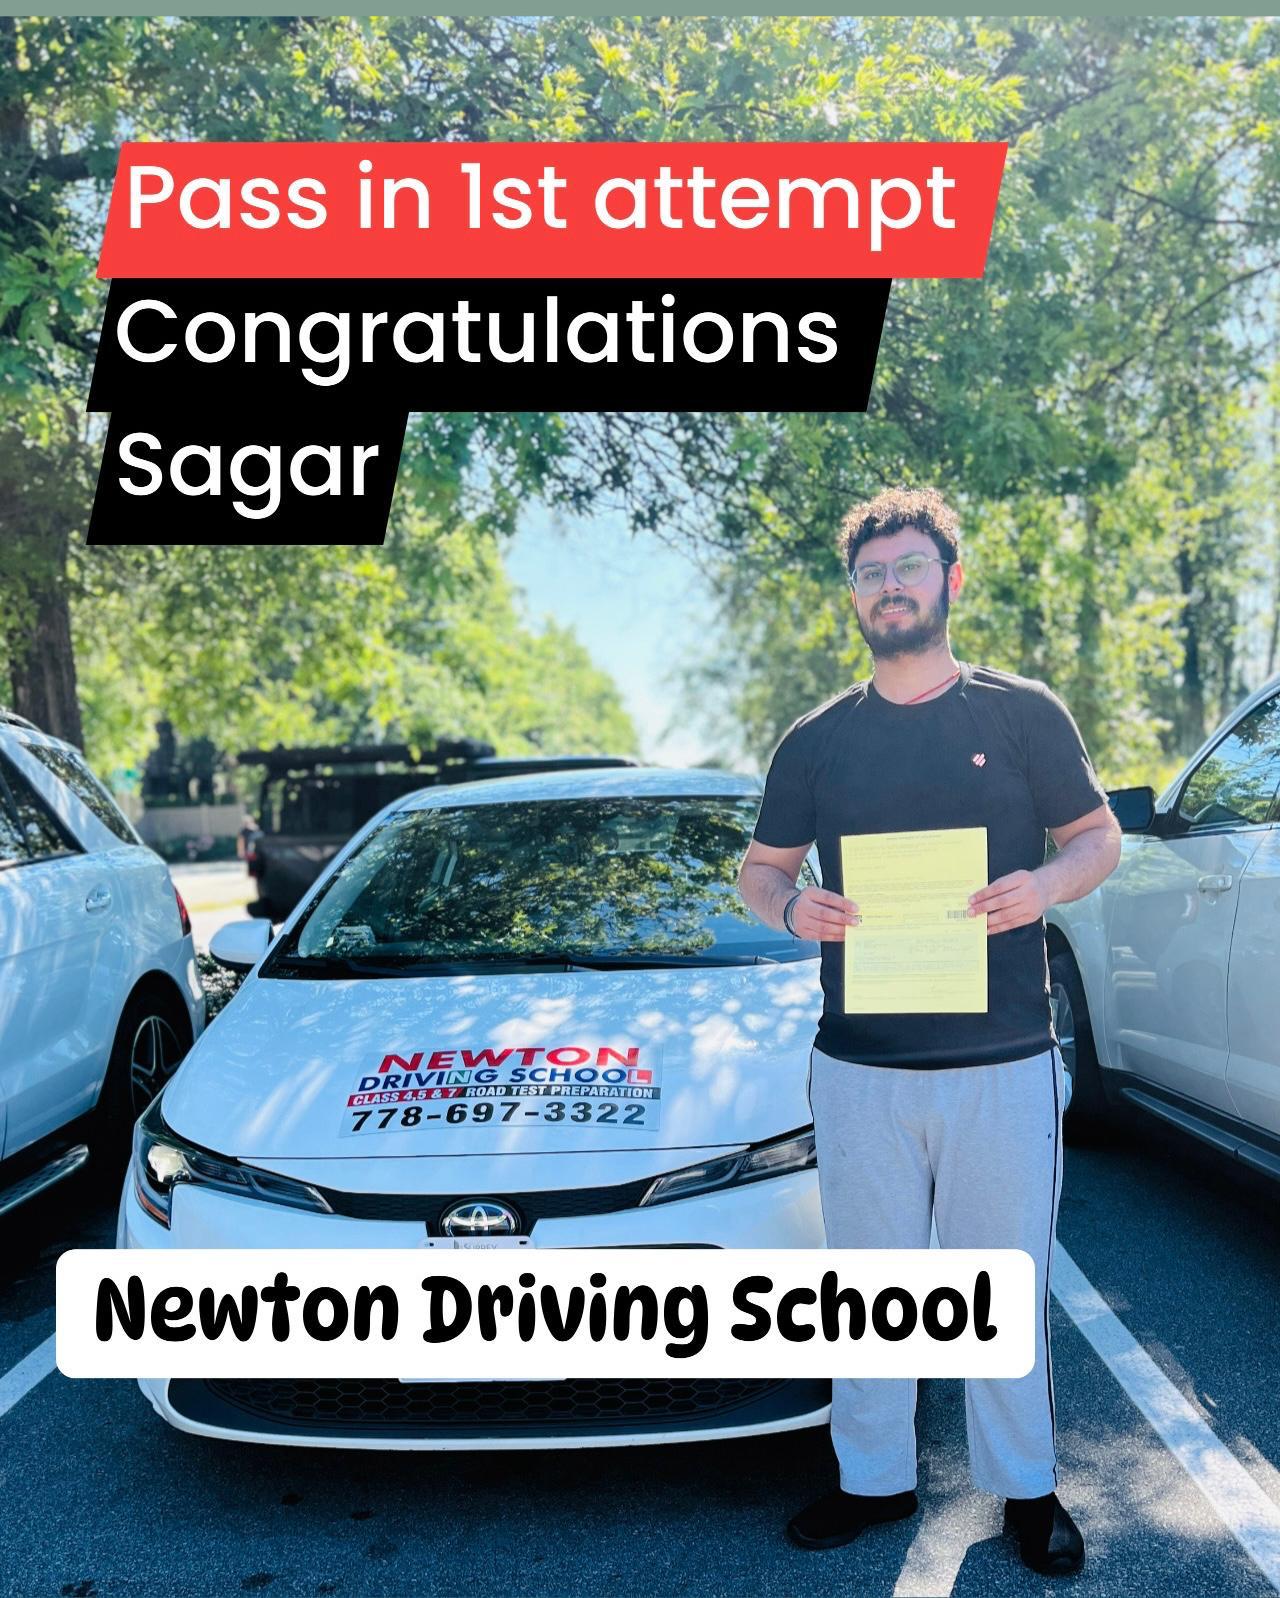 Pass in 1st attempt
Congratulations
Sagar
NEWTON
DRIVING SCHOOL
CLASS 4,5 & 7 ROAD TEST PREPARATION
778-697-3322
SURREY
Newton Driving School